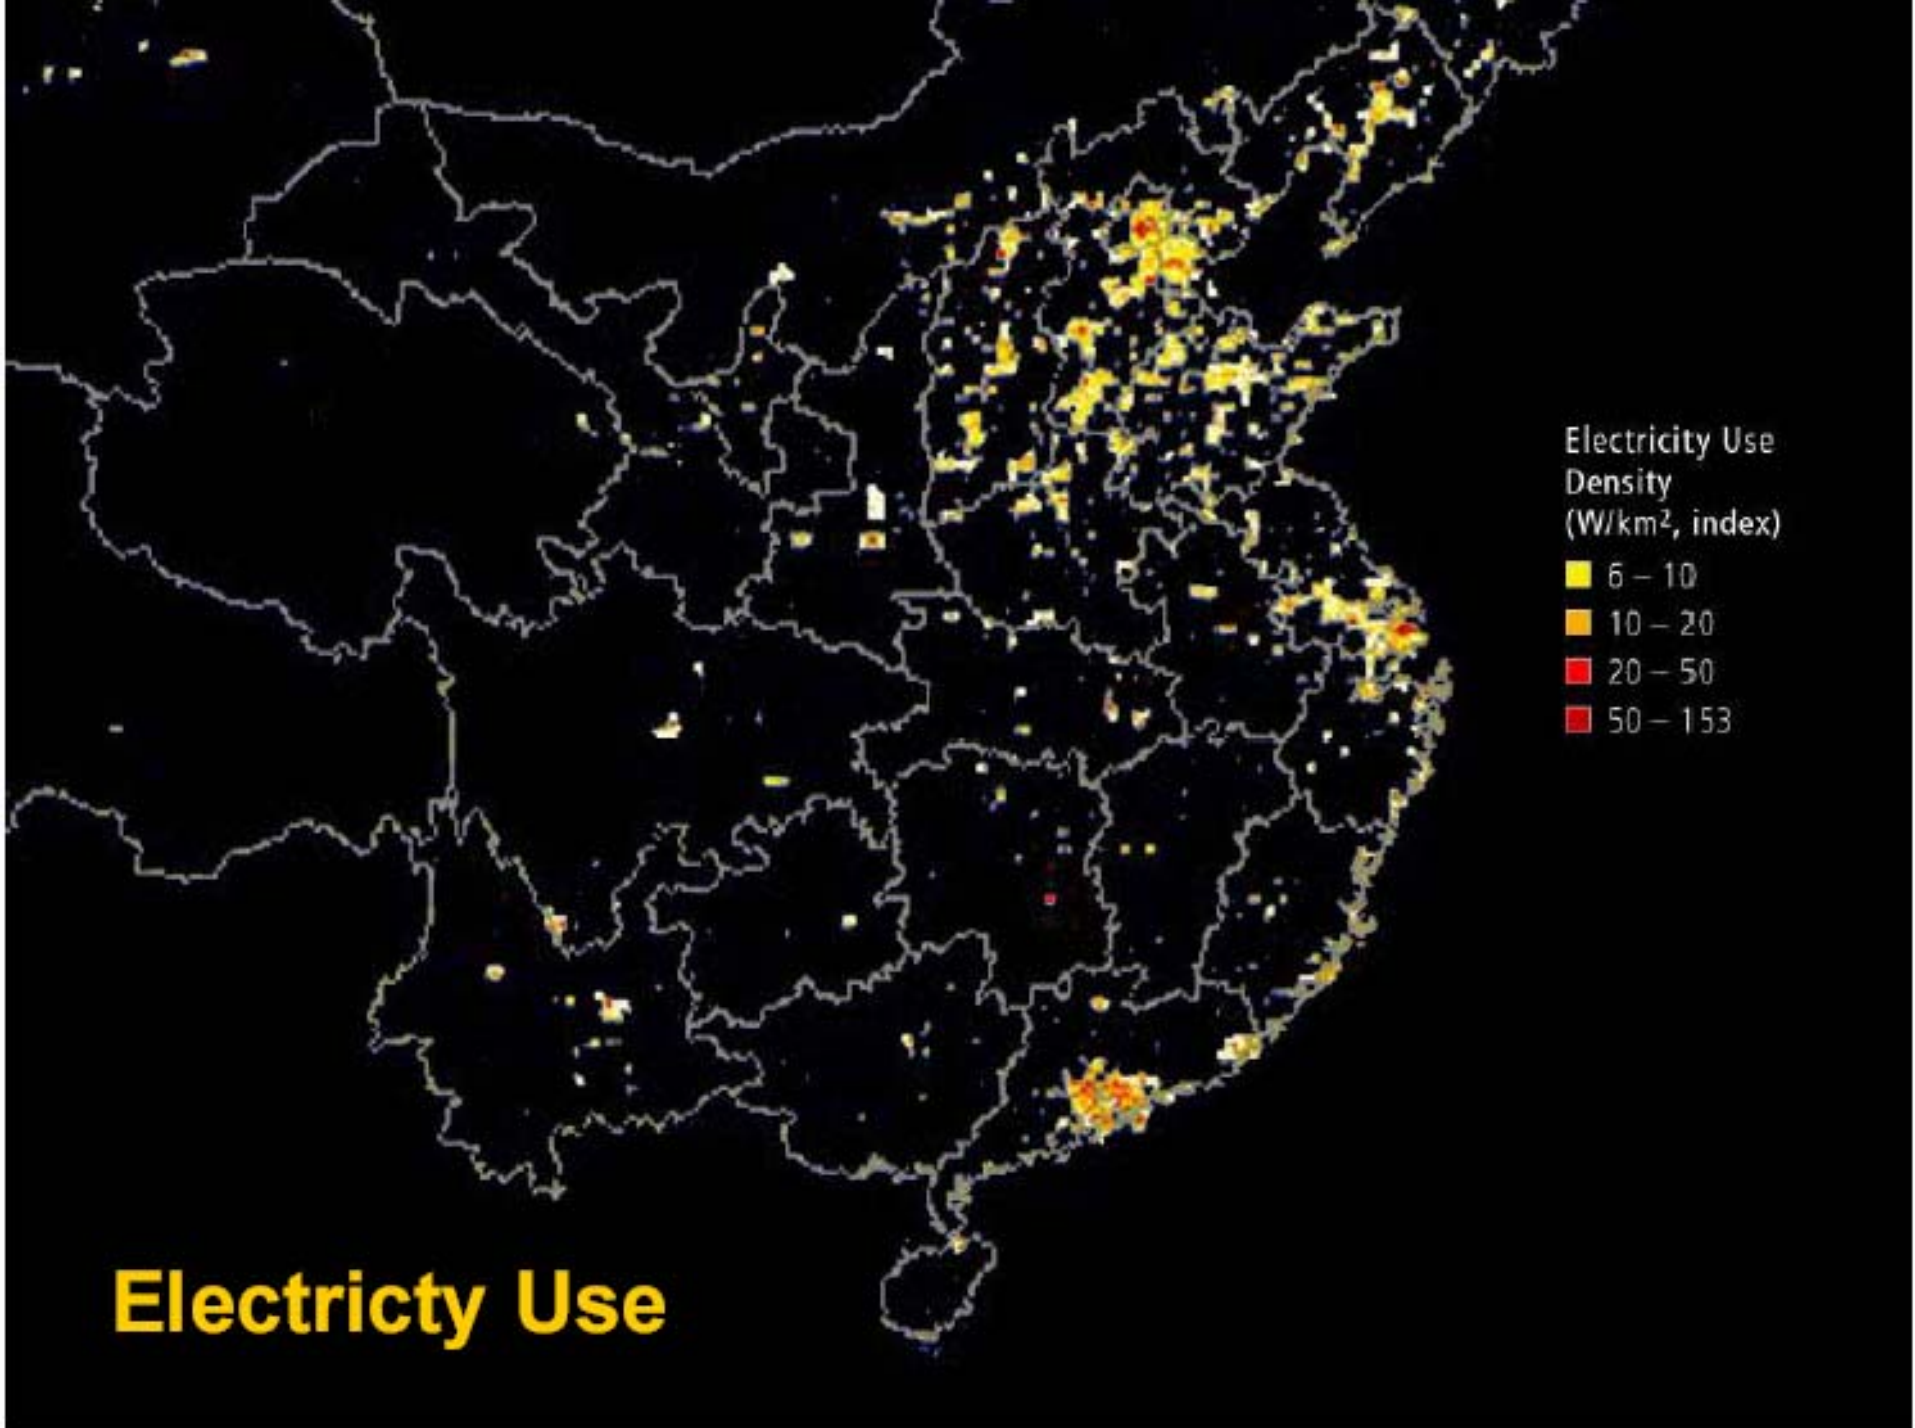 Electricity Use
Density
(W/km², index)
6 – 10
10 – 20
20 – 50
50 – 153
Electricty Use